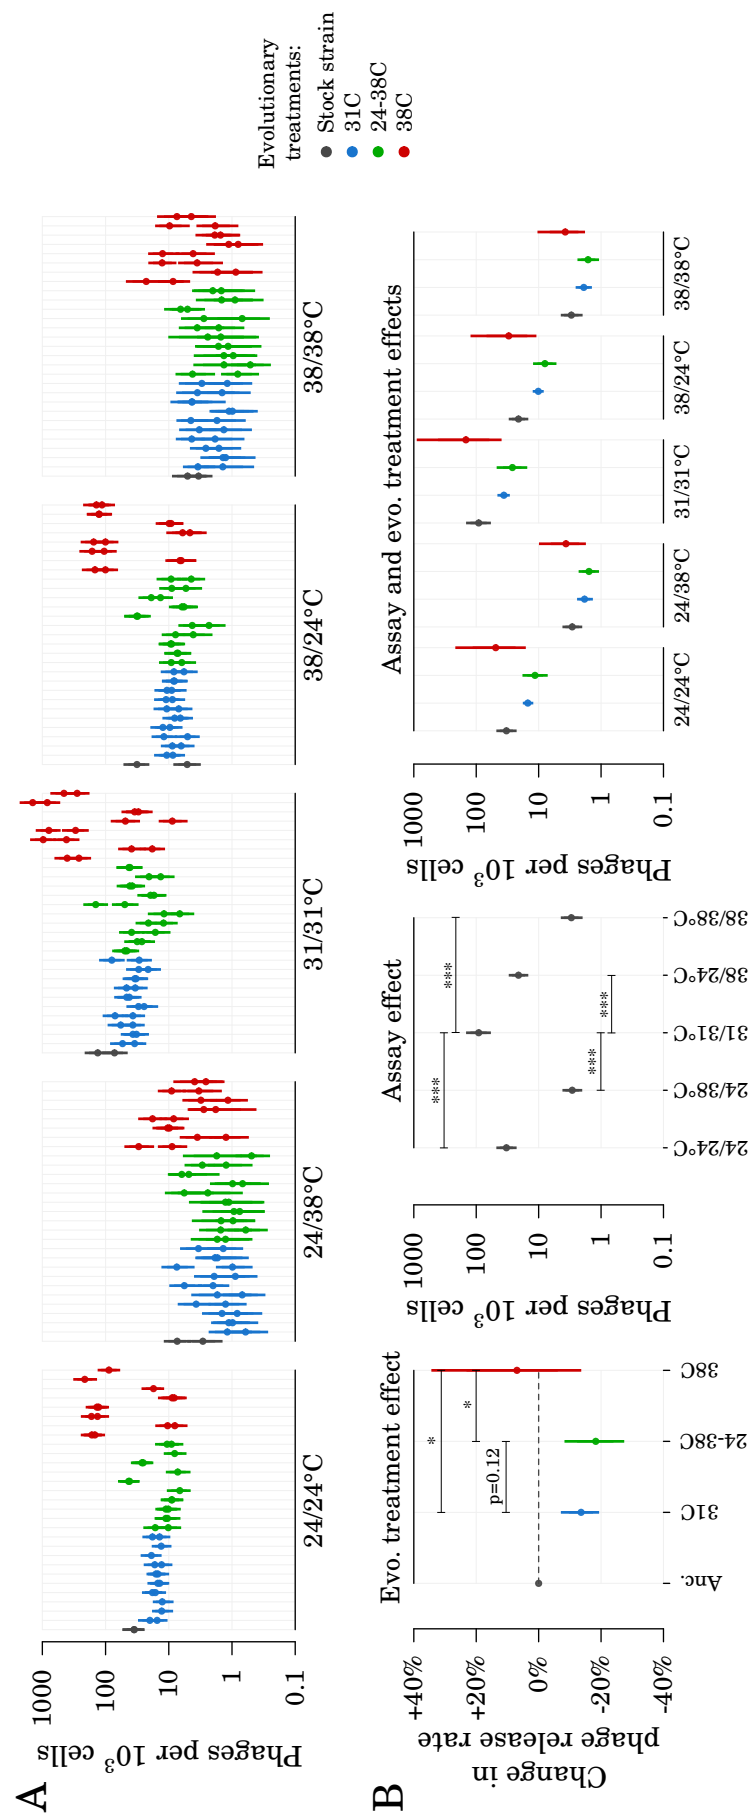 A
Phages per 10³ cells
1000
100
10
1
0.1
24/24°C
24/38°C
31/31°C
38/24°C
38/38°C
Evolutionary
treatments:
Stock strain
31C
24-38C
38C
B
Evo. treatment effect
Change in
phage release rate
+40%
+20%
0%
-20%
-40%
*
*
p=0.12
Anc.
31C
24-38C
38C
Assay effect
Phages per 10³ cells
1000
100
10
1
0.1
***
***
***
***
24/24°C
24/38°C
31/31°C
38/24°C
38/38°C
Assay and evo. treatment effects
Phages per 10³ cells
1000
100
10
1
0.1
24/24°C
24/38°C
31/31°C
38/24°C
38/38°C